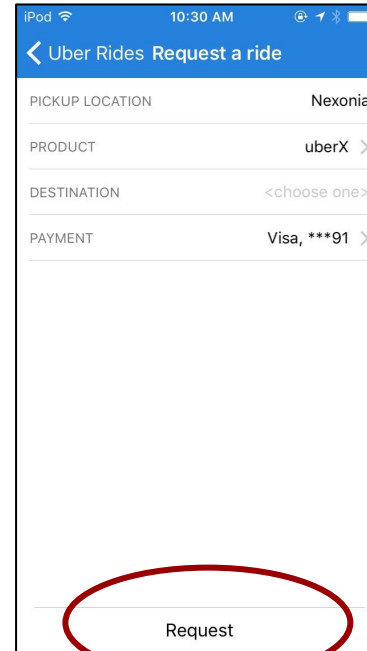 iPod 10:30 AM
Uber Rides Request a ride
PICKUP LOCATION Nexonia
PRODUCT uberX
DESTINATION <choose one>
PAYMENT Visa, ***91
Request